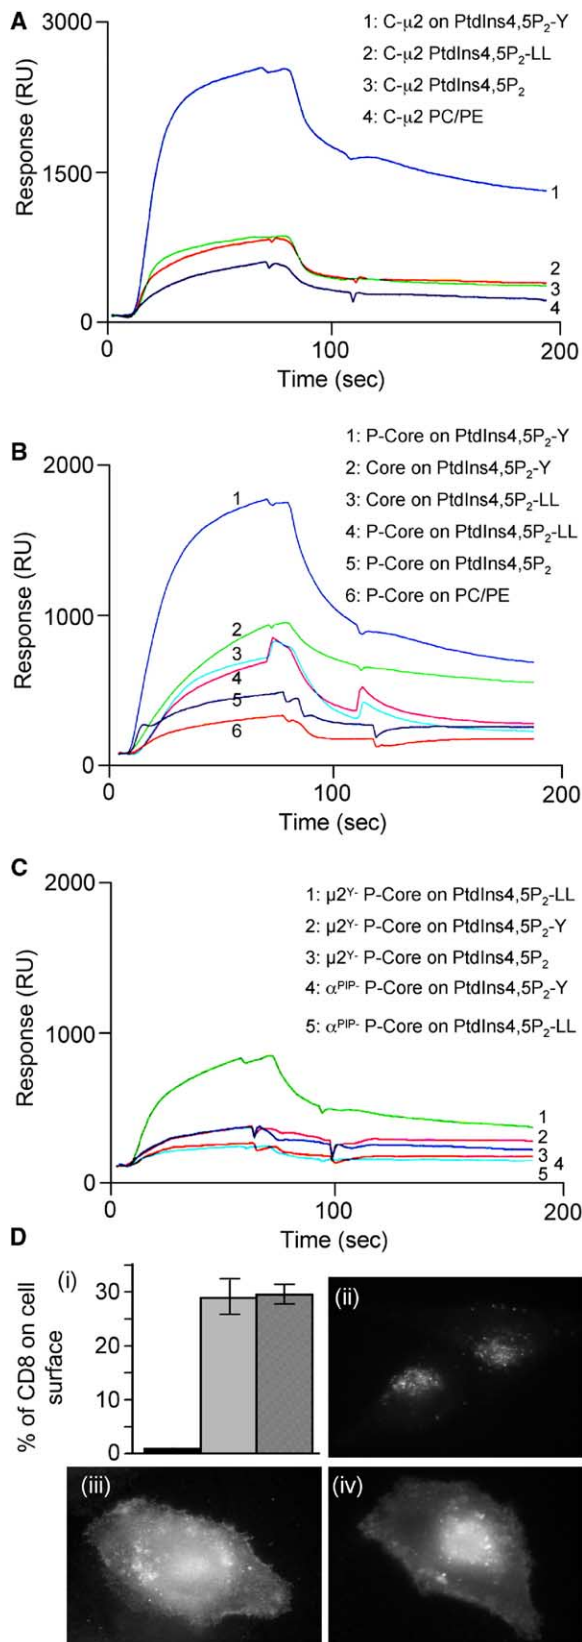 A
3000
1500
0
Response (RU)
1: C-μ2 on PtdIns4,5P₂-Y
2: C-μ2 PtdIns4,5P₂-LL
3: C-μ2 PtdIns4,5P₂
4: C-μ2 PC/PE
1
2
3
4
0
100
200
Time (sec)
B
2000
1000
0
Response (RU)
1: P-Core on PtdIns4,5P₂-Y
2: Core on PtdIns4,5P₂-Y
3: Core on PtdIns4,5P₂-LL
4: P-Core on PtdIns4,5P₂-LL
5: P-Core on PtdIns4,5P₂
6: P-Core on PC/PE
1
2
3
4
5
6
0
100
200
Time (sec)
C
2000
1000
0
Response (RU)
1: μ2ʸ⁻ P-Core on PtdIns4,5P₂-LL
2: μ2ʸ⁻ P-Core on PtdIns4,5P₂-Y
3: μ2ʸ⁻ P-Core on PtdIns4,5P₂
4: αᴾᴵᴾ⁻ P-Core on PtdIns4,5P₂-Y
5: αᴾᴵᴾ⁻ P-Core on PtdIns4,5P₂-LL
1
2
3 4
5
0
100
200
Time (sec)
D
(i)
% of CD8 on cell
surface
30
20
10
0
(ii)
(iii)
(iv)